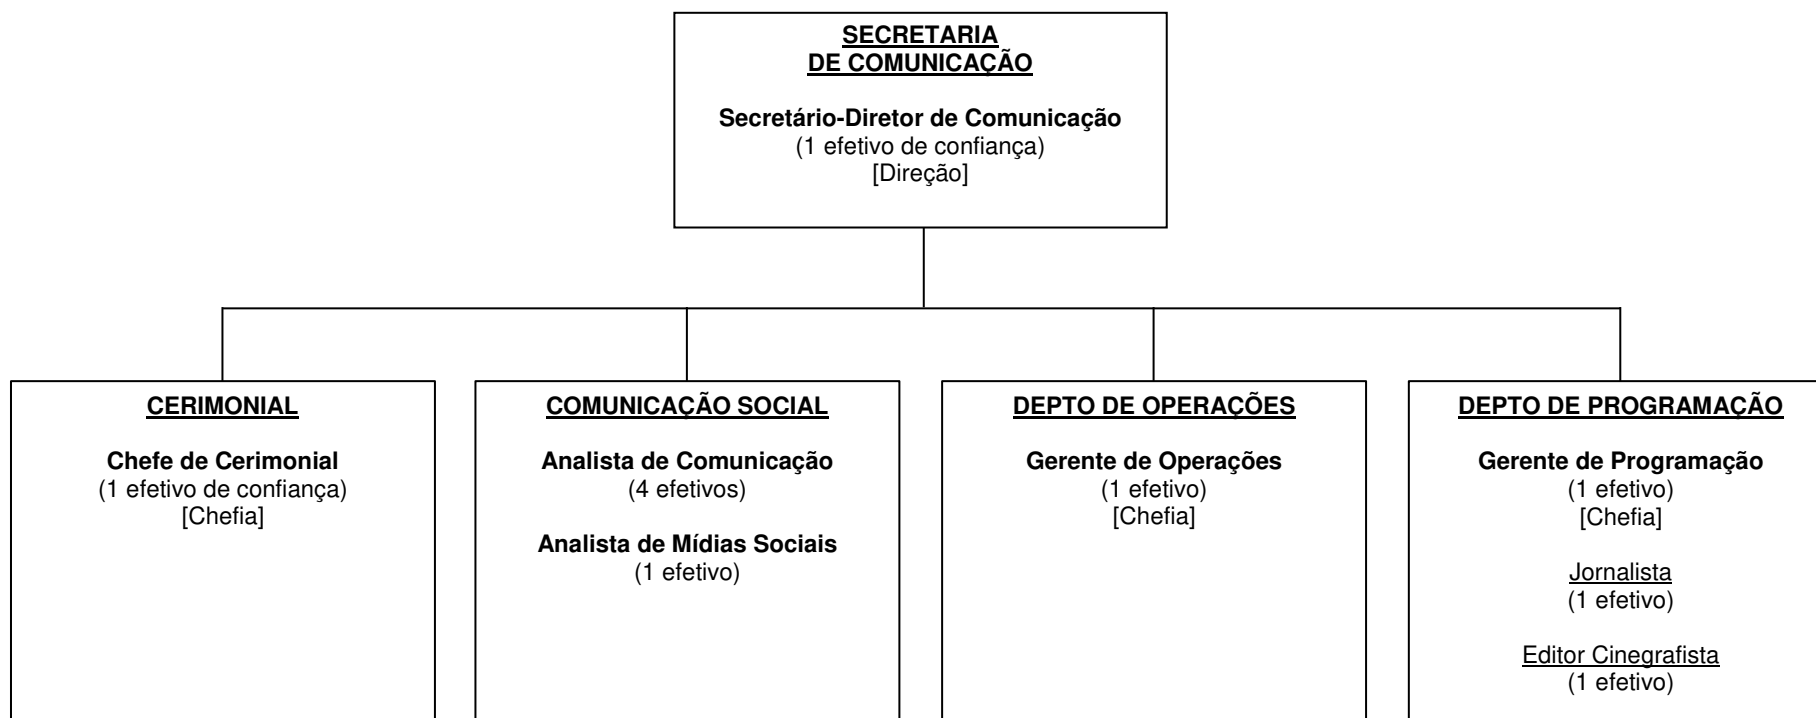 SECRETARIA
DE COMUNICAÇÃO
Secretário-Diretor de Comunicação
(1 efetivo de confiança)
[Direção]
CERIMONIAL
Chefe de Cerimonial
(1 efetivo de confiança)
[Chefia]
COMUNICAÇÃO SOCIAL
Analista de Comunicação
(4 efetivos)
Analista de Mídias Sociais
(1 efetivo)
DEPTO DE OPERAÇÕES
Gerente de Operações
(1 efetivo)
[Chefia]
DEPTO DE PROGRAMAÇÃO
Gerente de Programação
(1 efetivo)
[Chefia]
Jornalista
(1 efetivo)
Editor Cinegrafista
(1 efetivo)